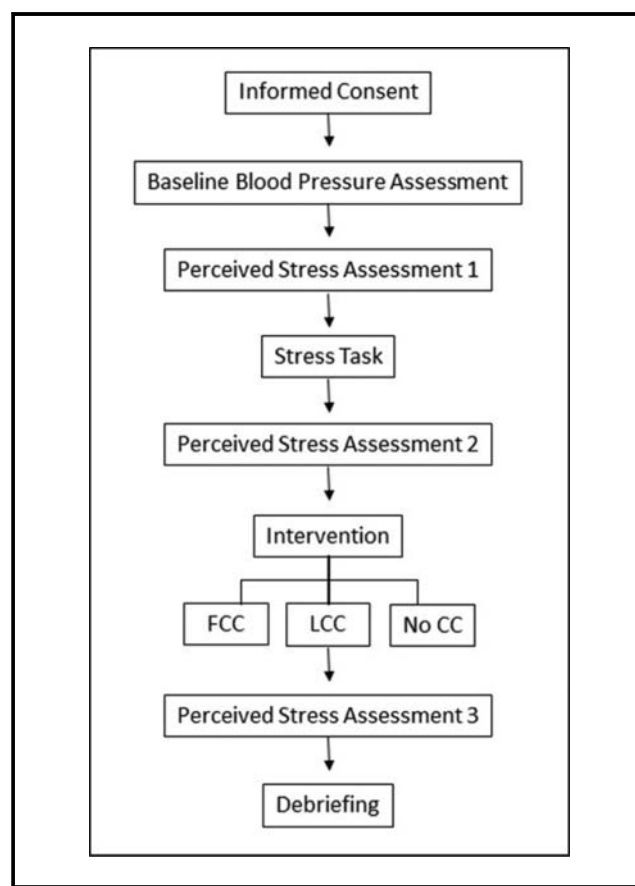 Informed Consent
Baseline Blood Pressure Assessment
Perceived Stress Assessment 1
Stress Task
Perceived Stress Assessment 2
Intervention
FCC
LCC
No CC
Perceived Stress Assessment 3
Debriefing